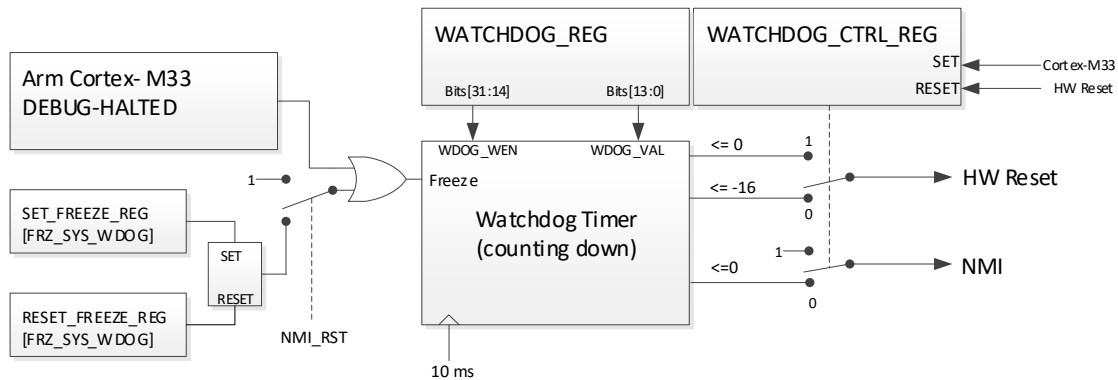 WATCHDOG_REG
Bits[31:14]
Bits[13:0]
WATCHDOG_CTRL_REG
SET
RESET
Cortex-M33
HW Reset
Arm Cortex- M33
DEBUG-HALTED
1
SET_FREEZE_REG
[FRZ_SYS_WDOG]
SET
RESET
RESET_FREEZE_REG
[FRZ_SYS_WDOG]
NMI_RST
WDOG_WEN
WDOG_VAL
Freeze
Watchdog Timer
(counting down)
10 ms
<= 0
1
<= -16
0
HW Reset
1
<=0
0
NMI